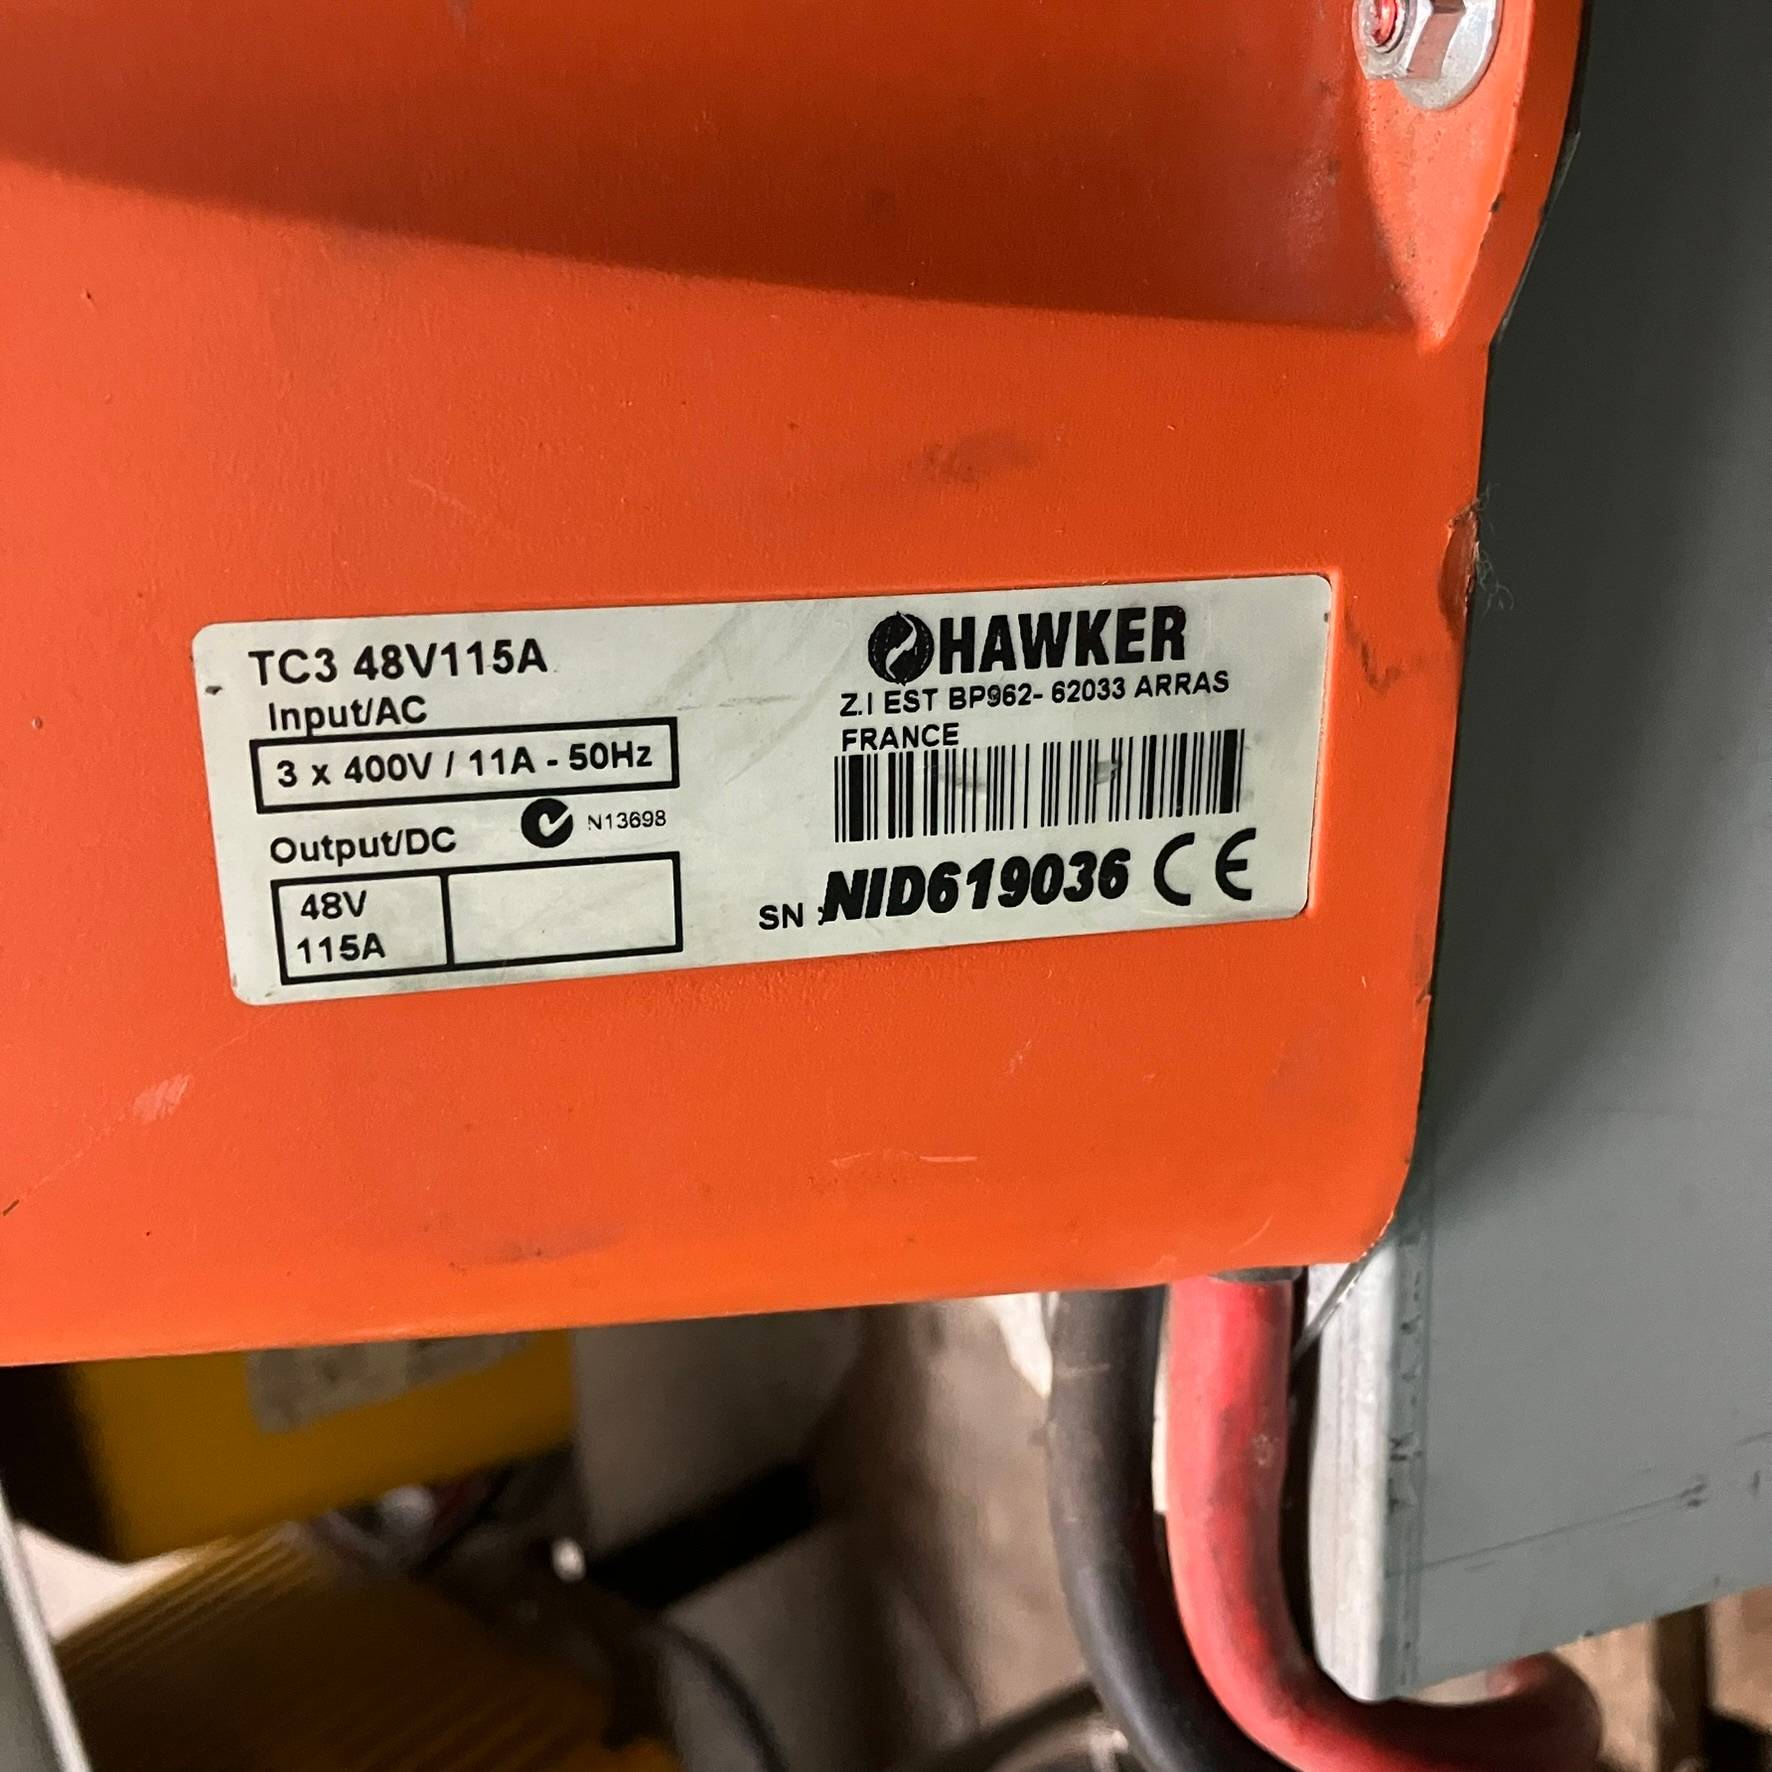 TC3 48V115A
Input/AC
3 x 400V / 11A - 50Hz
Output/DC
N13698
48V
115A
HAWKER
Z.I EST BP962- 62033 ARRAS
FRANCE
SN :NID619036 CE